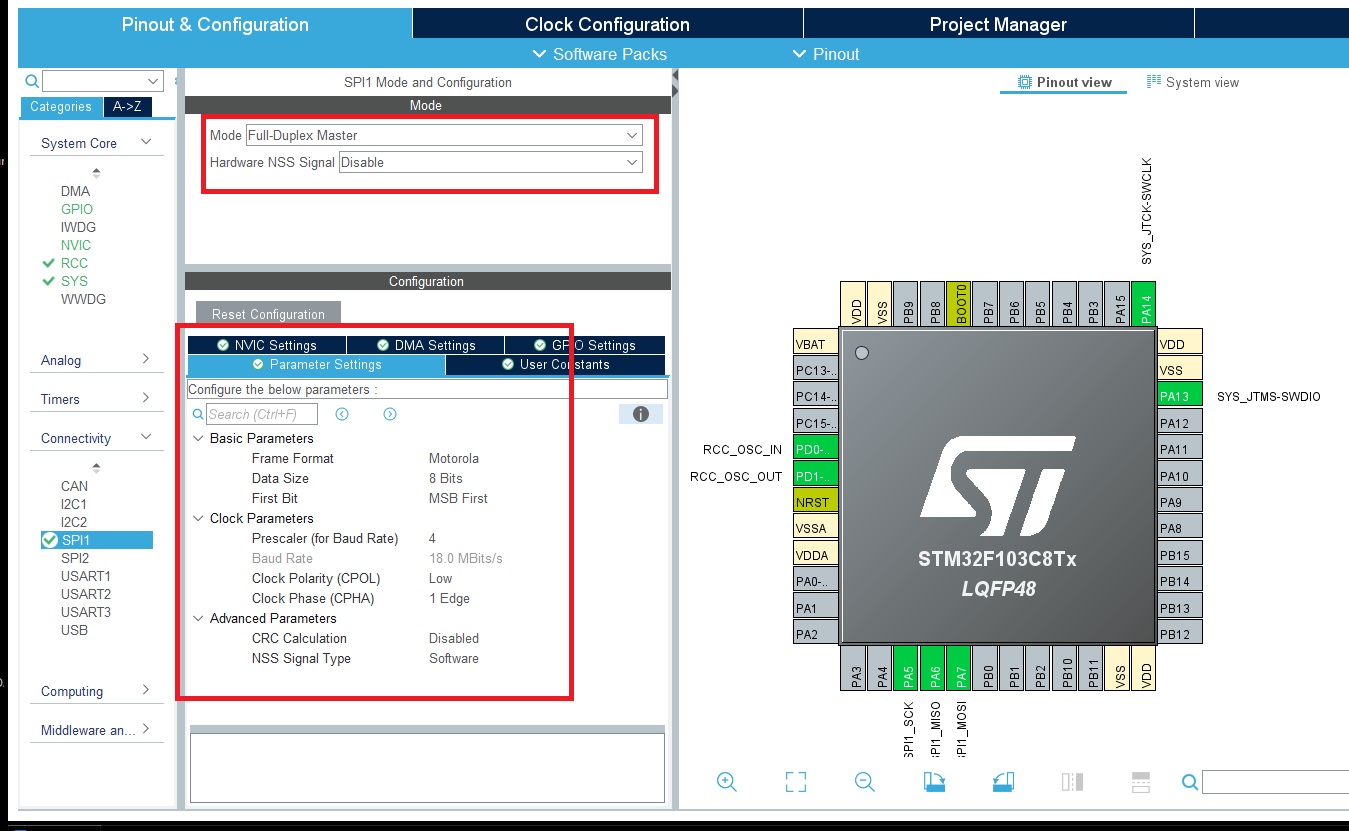 Pinout & Configuration
Clock Configuration
Project Manager
Software Packs
Pinout
Categories
A->Z
System Core
DMA
GPIO
IWDG
NVIC
RCC
SYS
WWDG
Analog
Timers
Connectivity
CAN
I2C1
I2C2
SPI1
SPI2
USART1
USART2
USART3
USB
Computing
Middleware an...
SPI1 Mode and Configuration
Mode
Mode Full-Duplex Master
Hardware NSS Signal Disable
Configuration
Reset Configuration
NVIC Settings
DMA Settings
GPIO Settings
Parameter Settings
User Constants
Configure the below parameters :
Search (Ctrl+F)
Basic Parameters
Frame Format Motorola
Data Size 8 Bits
First Bit MSB First
Clock Parameters
Prescaler (for Baud Rate) 4
Baud Rate 18.0 MBits/s
Clock Polarity (CPOL) Low
Clock Phase (CPHA) 1 Edge
Advanced Parameters
CRC Calculation Disabled
NSS Signal Type Software
Pinout view
System view
SYS_JTCK-SWCLK
VDD
VSS
PB9
PB8
BOOT0
PB7
PB6
PB5
PB4
PB3
PA15
PA14
VBAT
PC13-..
PC14-..
PC15-..
RCC_OSC_IN PD0-..
RCC_OSC_OUT PD1-..
NRST
VSSA
VDDA
PA0-..
PA1
PA2
STM32F103C8Tx
LQFP48
VDD
VSS
PA13 SYS_JTMS-SWDIO
PA12
PA11
PA10
PA9
PA8
PB15
PB14
PB13
PB12
PA3
PA4
PA5
PA6
PA7
PB0
PB1
PB2
PB10
PB11
VSS
VDD
SPI1_SCK
SPI1_MISO
SPI1_MOSI